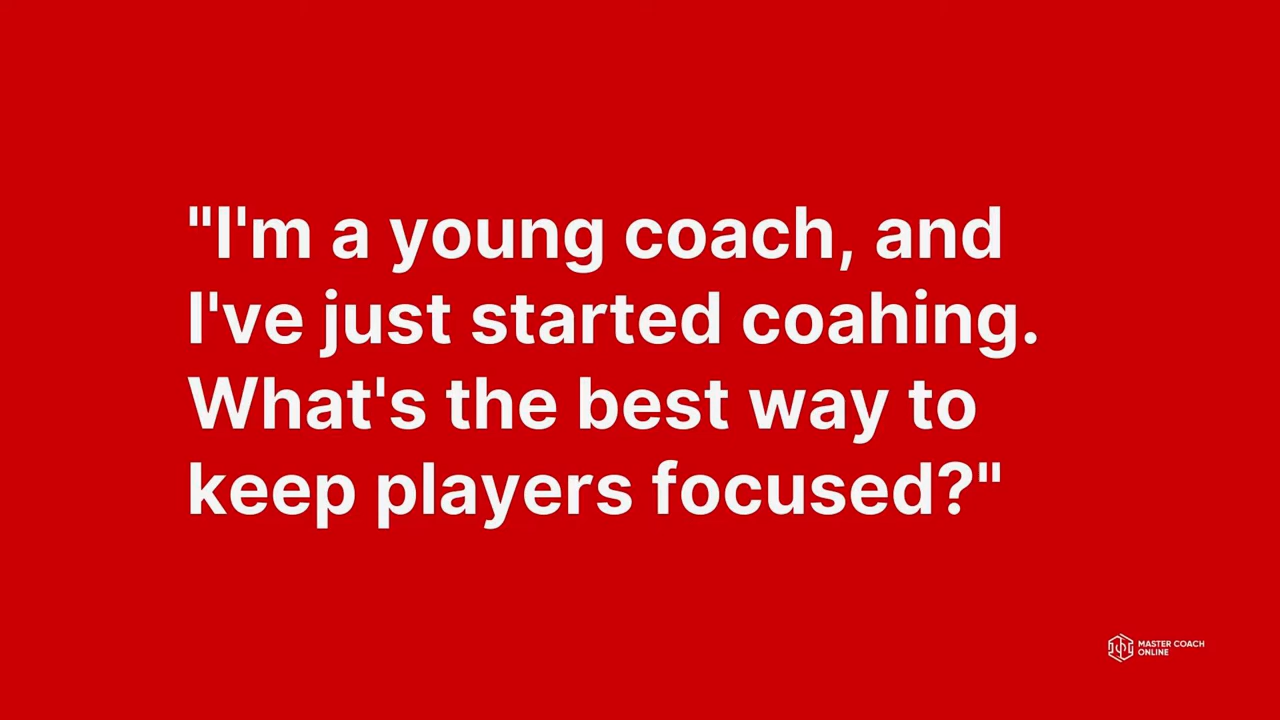 "I'm a young coach, and
I've just started coahing.
What's the best way to
keep players focused?"
MASTER COACH
ONLINE